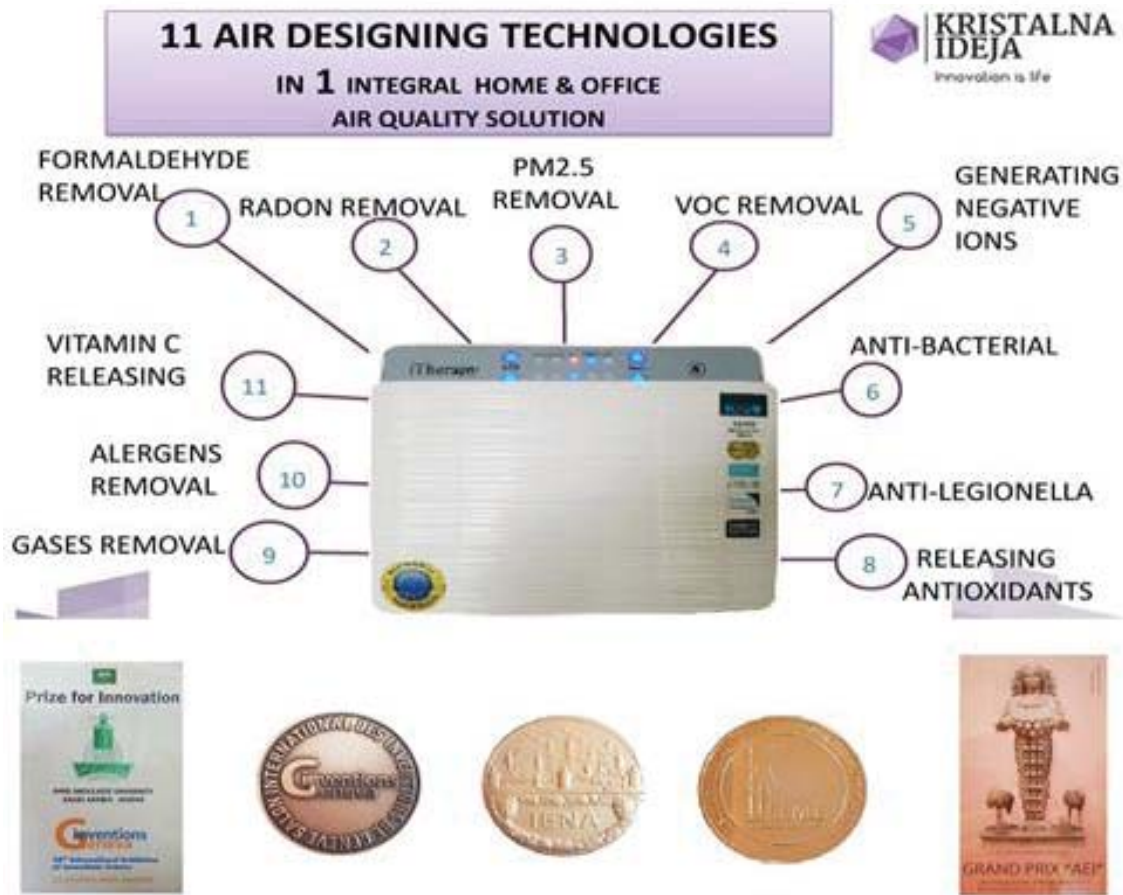 11 AIR DESIGNING TECHNOLOGIES
IN 1 INTEGRAL HOME & OFFICE
AIR QUALITY SOLUTION
KRISTALNA
IDEJA
Innovation is life
FORMALDEHYDE
REMOVAL
1
RADON REMOVAL
2
PM2.5
REMOVAL
3
VOC REMOVAL
4
GENERATING
NEGATIVE
IONS
5
VITAMIN C
RELEASING
11
ANTI-BACTERIAL
6
ALERGENS
REMOVAL
10
7
ANTI-LEGIONELLA
GASES REMOVAL
9
8
RELEASING
ANTIOXIDANTS
Prize for Innovation
inventions
Geneva
inventions
Geneva
IENA
GRAND PRIX "AEI"